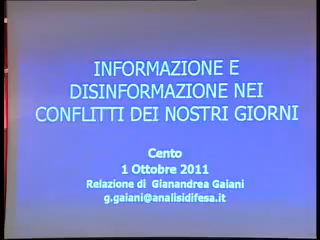 INFORMAZIONE E
DISINFORMAZIONE NEI
CONFLITTI DEI NOSTRI GIORNI
Cento
1 Ottobre 2011
Relazione di Gianandrea Gaiani
g.gaiani@analisidifesa.it